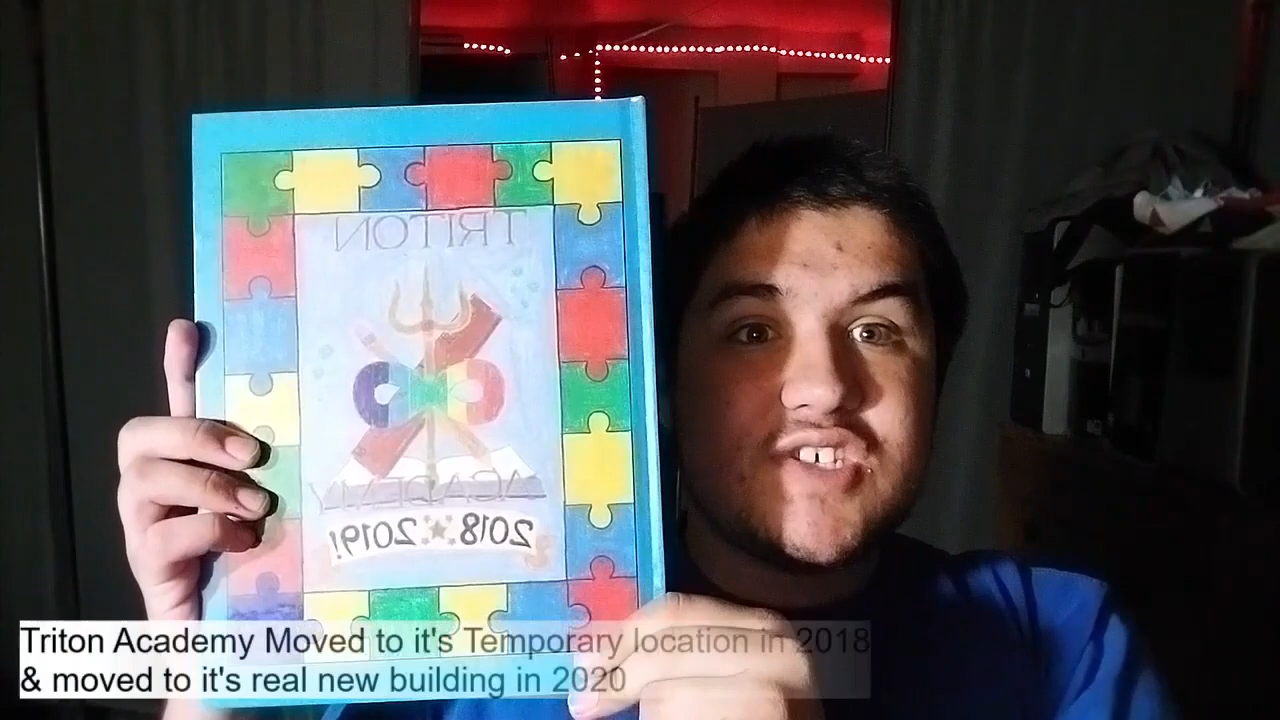 TRITON
ACADEMY
2018 2019!
Triton Academy Moved to it's Temporary location in 2018
& moved to it's real new building in 2020